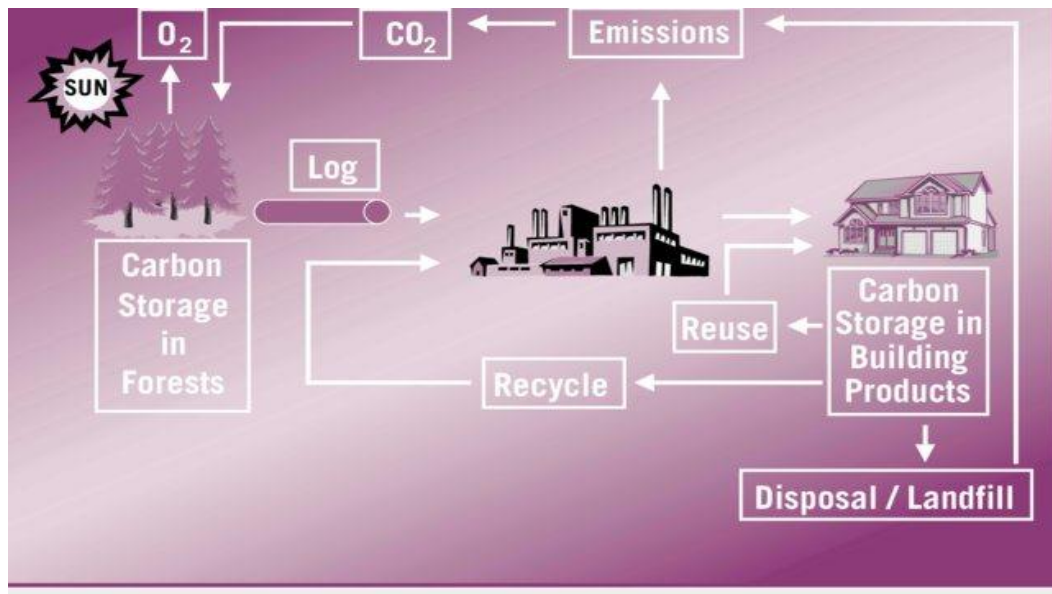 O₂
CO₂
Emissions
SUN
Log
Carbon
Storage
in
Forests
Carbon
Storage in
Building
Products
Reuse
Recycle
Disposal / Landfill